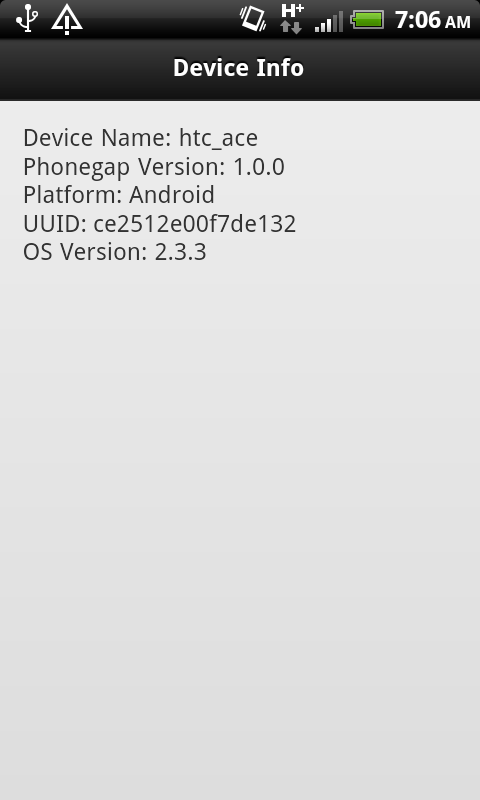 H+
7:06 AM
Device Info
Device Name: htc_ace
Phonegap Version: 1.0.0
Platform: Android
UUID: ce2512e00f7de132
OS Version: 2.3.3